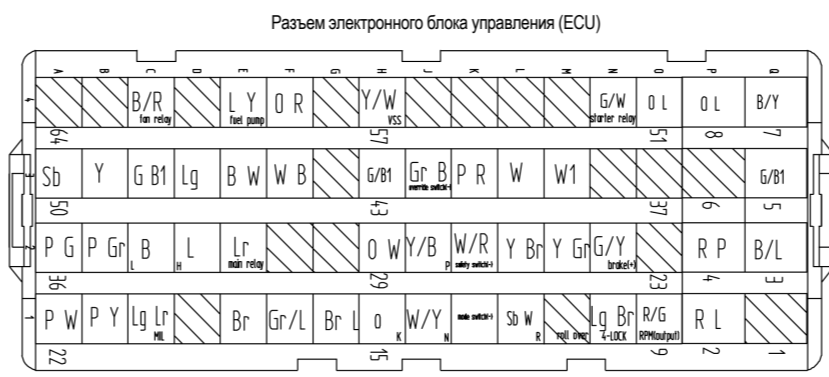 Разъем электронного блока управления (ECU)
A B C D E F G H J K L M N O P Q
4 B/R L Y O R Y/W G/W O L O L B/Y
fan relay fuel pump VSS starter relay
64 57 51 8 7
3 Sb Y G B1 Lg B W W B G/B1 Gr B P R W W1 G/B1
override switch(-)
50 43 37 6 5
2 P G P Gr B L Lr O W Y/B W/R Y Br Y Gr G/Y R P B/L
L H main relay P safety switch(-) brake(+)
36 29 23 4 3
1 P W P Y Lg Lr Br Gr/L Br L o W/Y Sb W Lg Br R/G R L
MIL K N mode switch(-) R roll over 4-LOCK RPM(output)
22 15 9 2 1